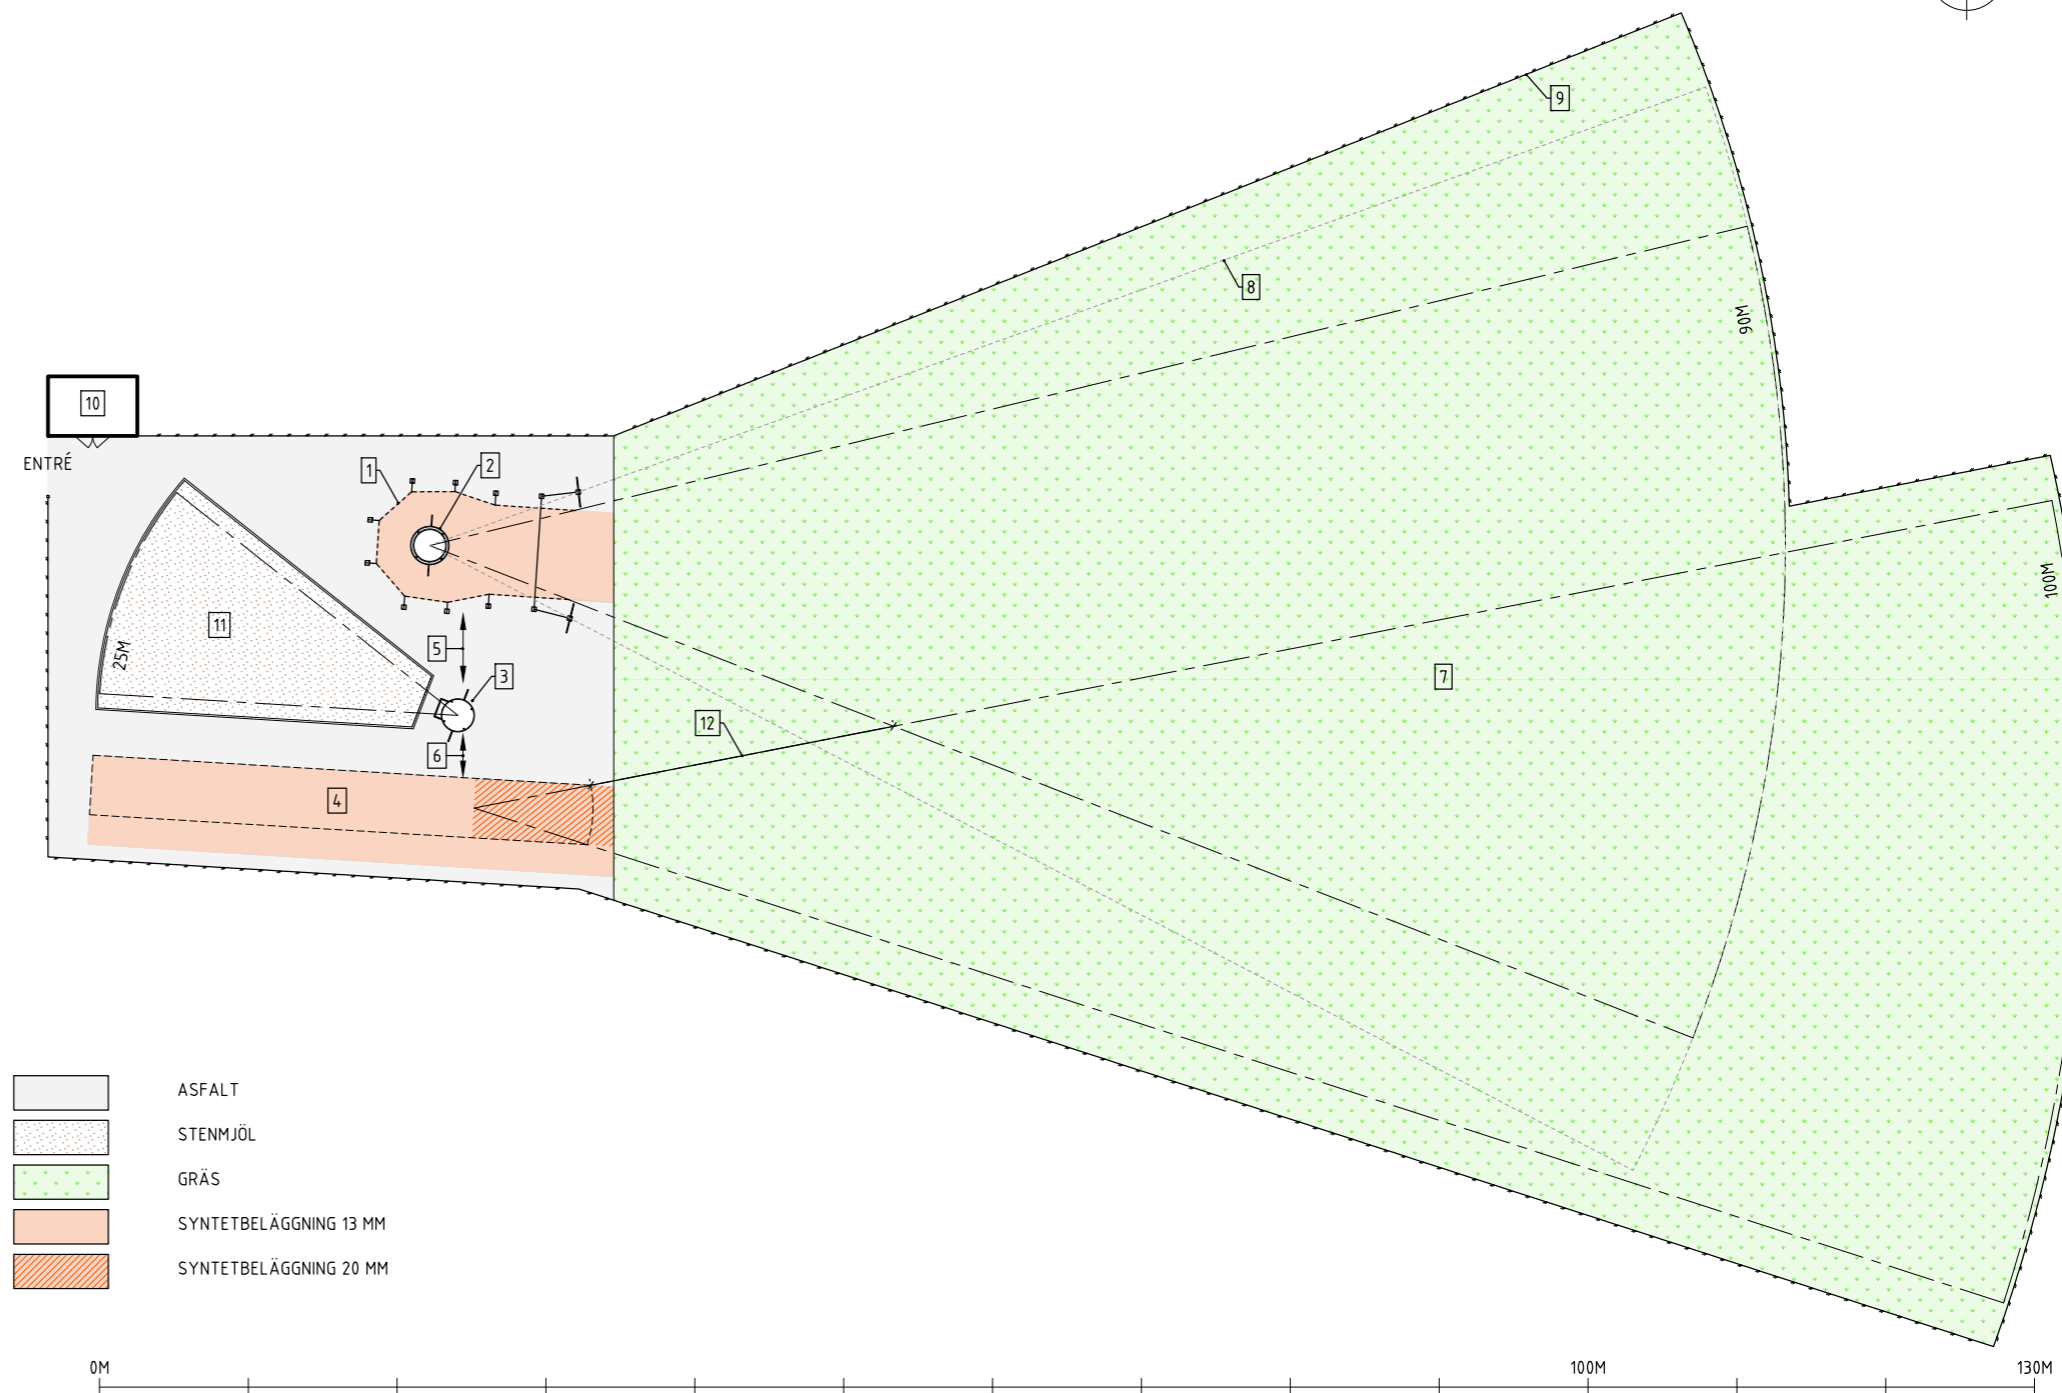 9
8
90M
10
ENTRÉ
1
2
100M
11
25M
5
3
7
12
6
4
ASFALT
STENMJÖL
GRÄS
SYNTETBELÄGGNING 13 MM
SYNTETBELÄGGNING 20 MM
0M 100M 130M